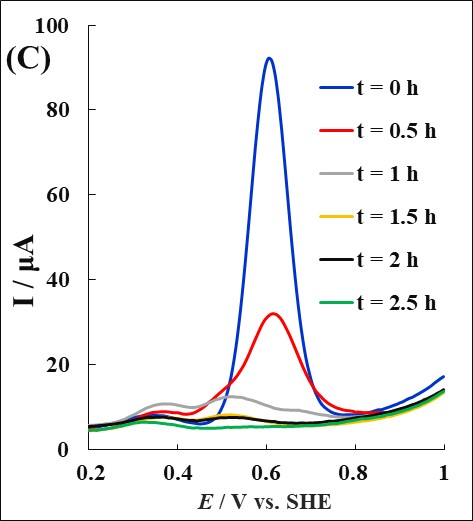 (C)
100
80
60
40
20
0
I / µA
t = 0 h
t = 0.5 h
t = 1 h
t = 1.5 h
t = 2 h
t = 2.5 h
0.2 0.4 0.6 0.8 1
E / V vs. SHE